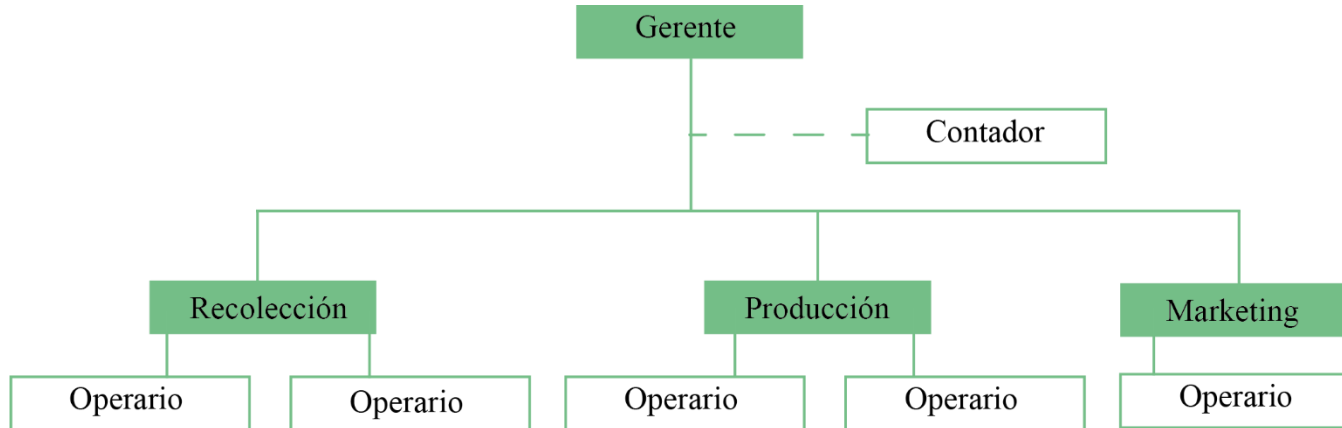 Gerente
Contador
Recolección
Producción
Marketing
Operario
Operario
Operario
Operario
Operario